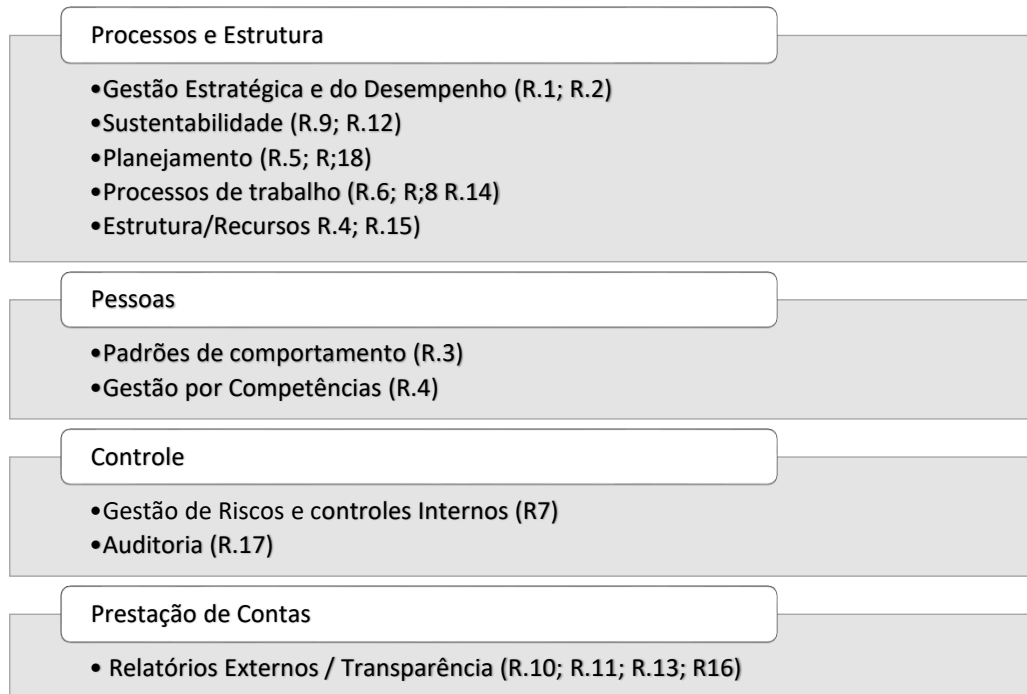 Processos e Estrutura
•Gestão Estratégica e do Desempenho (R.1; R.2)
•Sustentabilidade (R.9; R.12)
•Planejamento (R.5; R;18)
•Processos de trabalho (R.6; R;8 R.14)
•Estrutura/Recursos R.4; R.15)
Pessoas
•Padrões de comportamento (R.3)
•Gestão por Competências (R.4)
Controle
•Gestão de Riscos e controles Internos (R7)
•Auditoria (R.17)
Prestação de Contas
• Relatórios Externos / Transparência (R.10; R.11; R.13; R16)